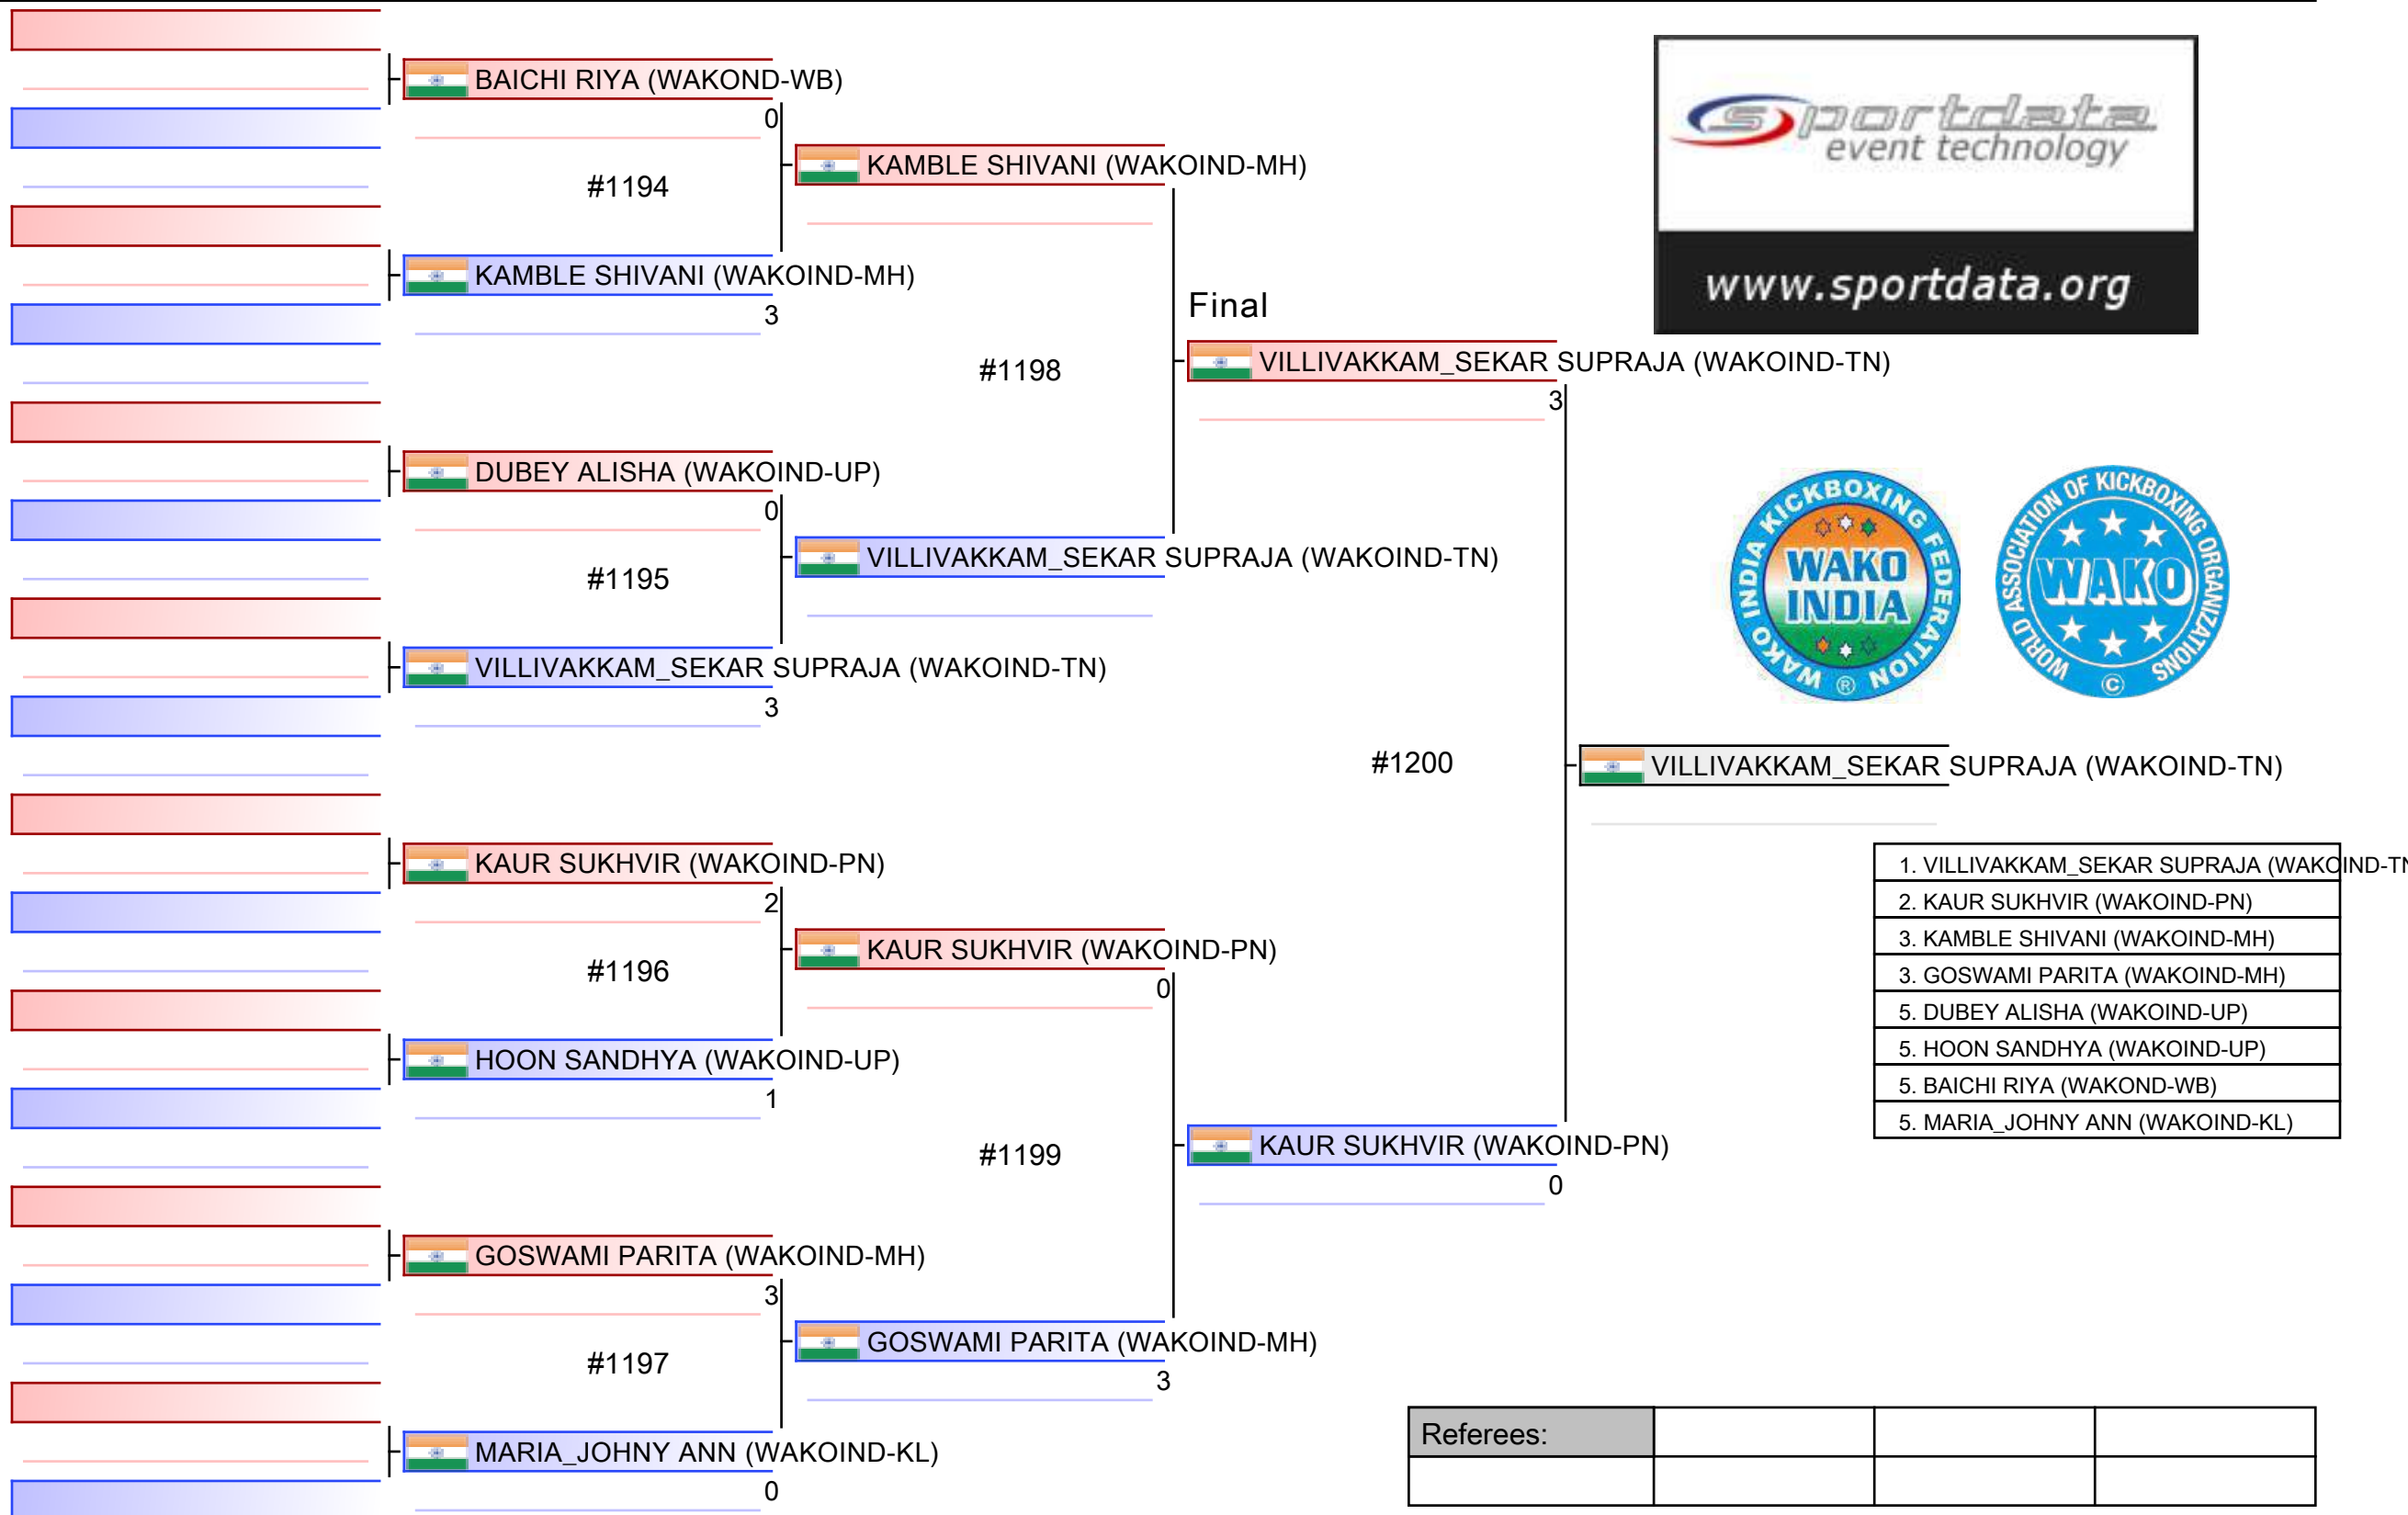 BAICHI RIYA (WAKOND-WB)
0
#1194
KAMBLE SHIVANI (WAKOIND-MH)
3
DUBEY ALISHA (WAKOIND-UP)
0
#1195
VILLIVAKKAM_SEKAR SUPRAJA (WAKOIND-TN)
3
KAUR SUKHVIR (WAKOIND-PN)
2
#1196
HOON SANDHYA (WAKOIND-UP)
1
GOSWAMI PARITA (WAKOIND-MH)
3
#1197
MARIA_JOHNY ANN (WAKOIND-KL)
0
KAMBLE SHIVANI (WAKOIND-MH)
#1198
VILLIVAKKAM_SEKAR SUPRAJA (WAKOIND-TN)
KAUR SUKHVIR (WAKOIND-PN)
0
#1199
GOSWAMI PARITA (WAKOIND-MH)
3
Final
VILLIVAKKAM_SEKAR SUPRAJA (WAKOIND-TN)
3
#1200
KAUR SUKHVIR (WAKOIND-PN)
0
VILLIVAKKAM_SEKAR SUPRAJA (WAKOIND-TN)
sportdata
event technology
www.sportdata.org
WAKO INDIA KICKBOXING FEDERATION
WAKO
INDIA
®
WORLD ASSOCIATION OF KICKBOXING ORGANIZATIONS
WAKO
©
1. VILLIVAKKAM_SEKAR SUPRAJA (WAKOIND-TN
2. KAUR SUKHVIR (WAKOIND-PN)
3. KAMBLE SHIVANI (WAKOIND-MH)
3. GOSWAMI PARITA (WAKOIND-MH)
5. DUBEY ALISHA (WAKOIND-UP)
5. HOON SANDHYA (WAKOIND-UP)
5. BAICHI RIYA (WAKOND-WB)
5. MARIA_JOHNY ANN (WAKOIND-KL)
Referees: